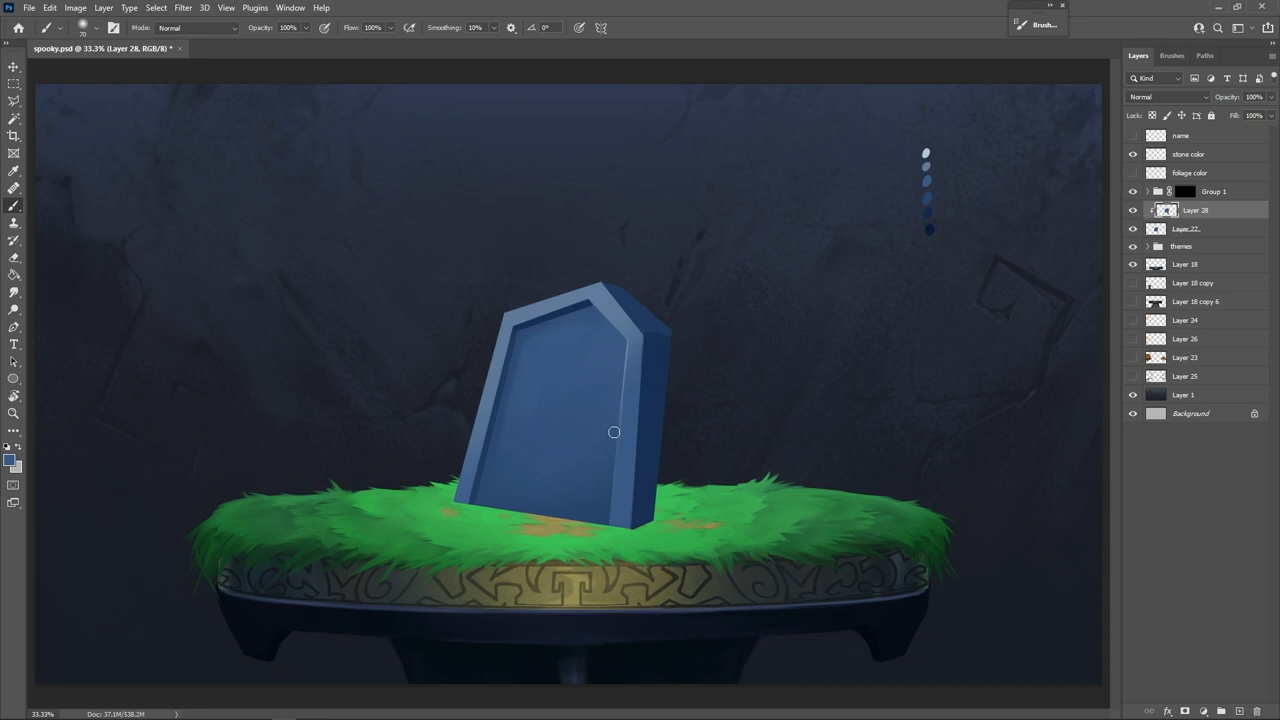 Ps File Edit Image Layer Type Select Filter 3D View Plugins Window Help
Brush...
70 Mode: Normal Opacity: 100% Flow: 100% Smoothing: 10% 0°
spooky.psd @ 33.3% (Layer 28, RGB/8) *
Layers Brushes Paths
Kind
Normal Opacity: 100%
Lock: Fill: 100%
name
stone color
foliage color
Group 1
Layer 28
Layer 27
themes
Layer 18
Layer 18 copy
Layer 18 copy 6
Layer 24
Layer 26
Layer 23
Layer 25
Layer 1
Background
33.33% Doc: 37.1M/538.2M